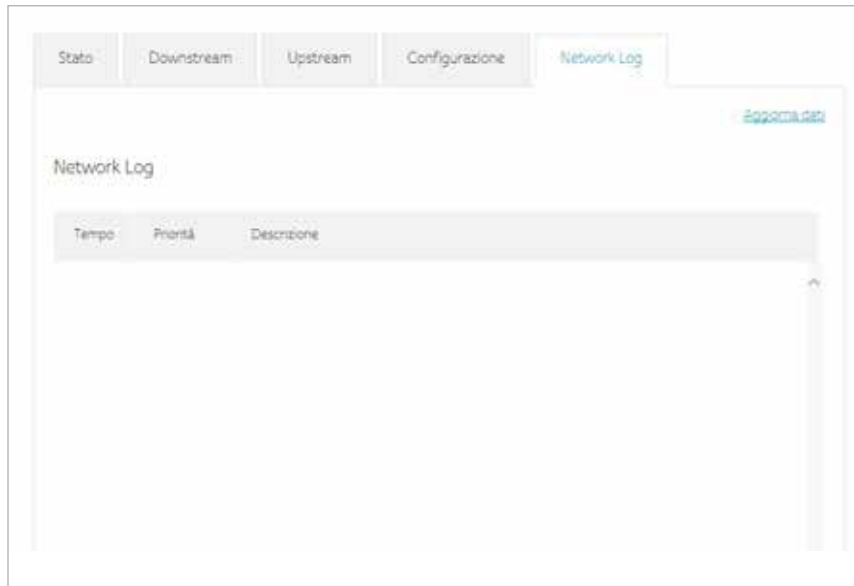 Stato Downstream Upstream Configurazione Network Log
Aggiorna dati
Network Log
Tempo Priorità Descrizione